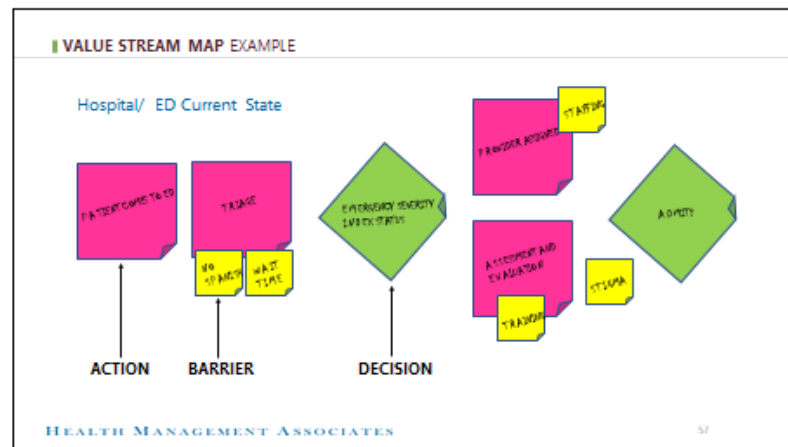 VALUE STREAM MAP EXAMPLE
Hospital/ ED Current State
PATIENT COMES TO ED
TRIAGE
NO
SPANISH
WAIT
TIME
EMERGENCY SEVERITY
INDEX STATUS
PROVIDER ASSIGNED
STAFFING
ASSESSMENT AND
EVALUATION
TRAINING
STIGMA
ADMIT?
ACTION
BARRIER
DECISION
HEALTH MANAGEMENT ASSOCIATES
57